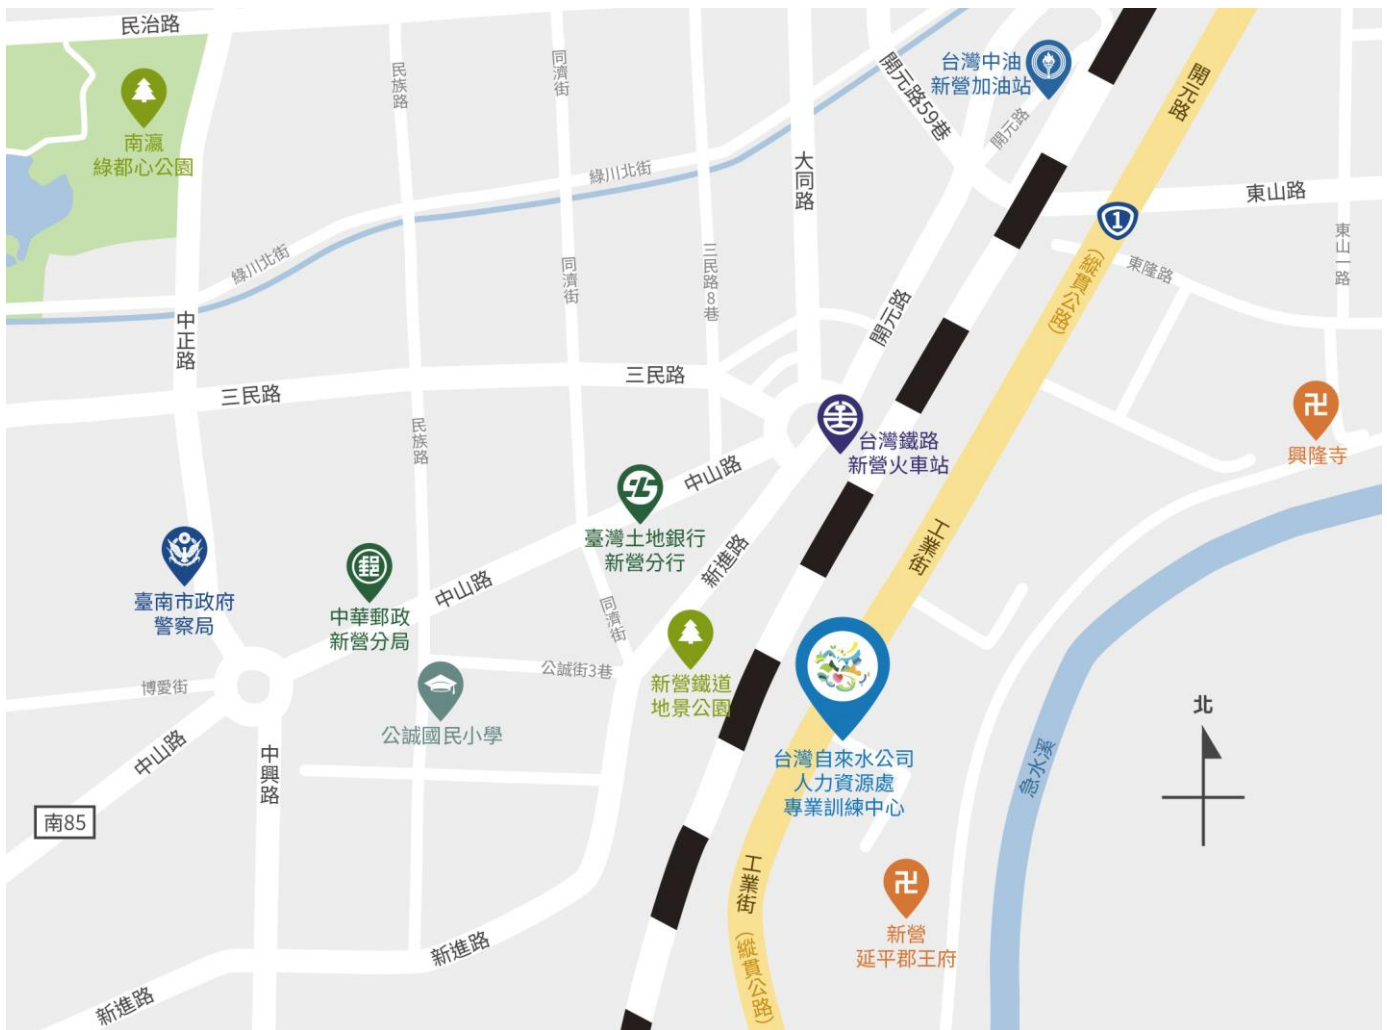 民治路
南瀛
綠都心公園
民族路
同濟街
開元路59巷
台灣中油
新營加油站
開元路
開元路
大同路
綠川北街
東山路
1
(縱貫公路)
東隆路
東山一路
綠川北街
同濟街
三民路8巷
中正路
開元路
三民路
三民路
民族路
台灣鐵路
新營火車站
卍
興隆寺
中山路
臺灣土地銀行
新營分行
新進路
工業街
臺南市政府
警察局
郵
中華郵政
新營分局
中山路
同濟街
博愛街
公誠街3巷
新營鐵道
地景公園
公誠國民小學
中山路
中興路
台灣自來水公司
人力資源處
專業訓練中心
急水溪
北
南85
工業街
(縱貫公路)
卍
新營
延平郡王府
新進路
新進路